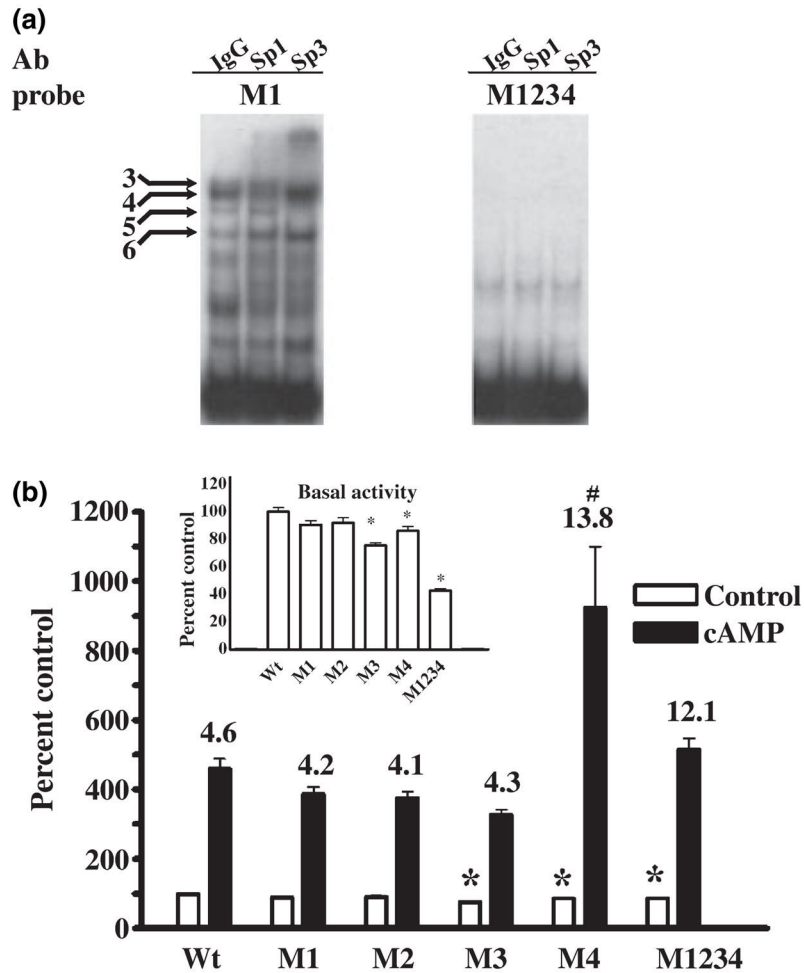 (a)
Ab IgG Sp1 Sp3 IgG Sp1 Sp3
probe M1 M1234
3
4
5
6
(b)
Basal activity
Percent control
120
100
80
60
40
20
0
Wt M1 M2 M3 M4 M1234
* * *
Percent control
1200
1000
800
600
400
200
0
4.6 4.2 4.1 4.3 # 13.8 12.1
* * *
Control
cAMP
Wt M1 M2 M3 M4 M1234